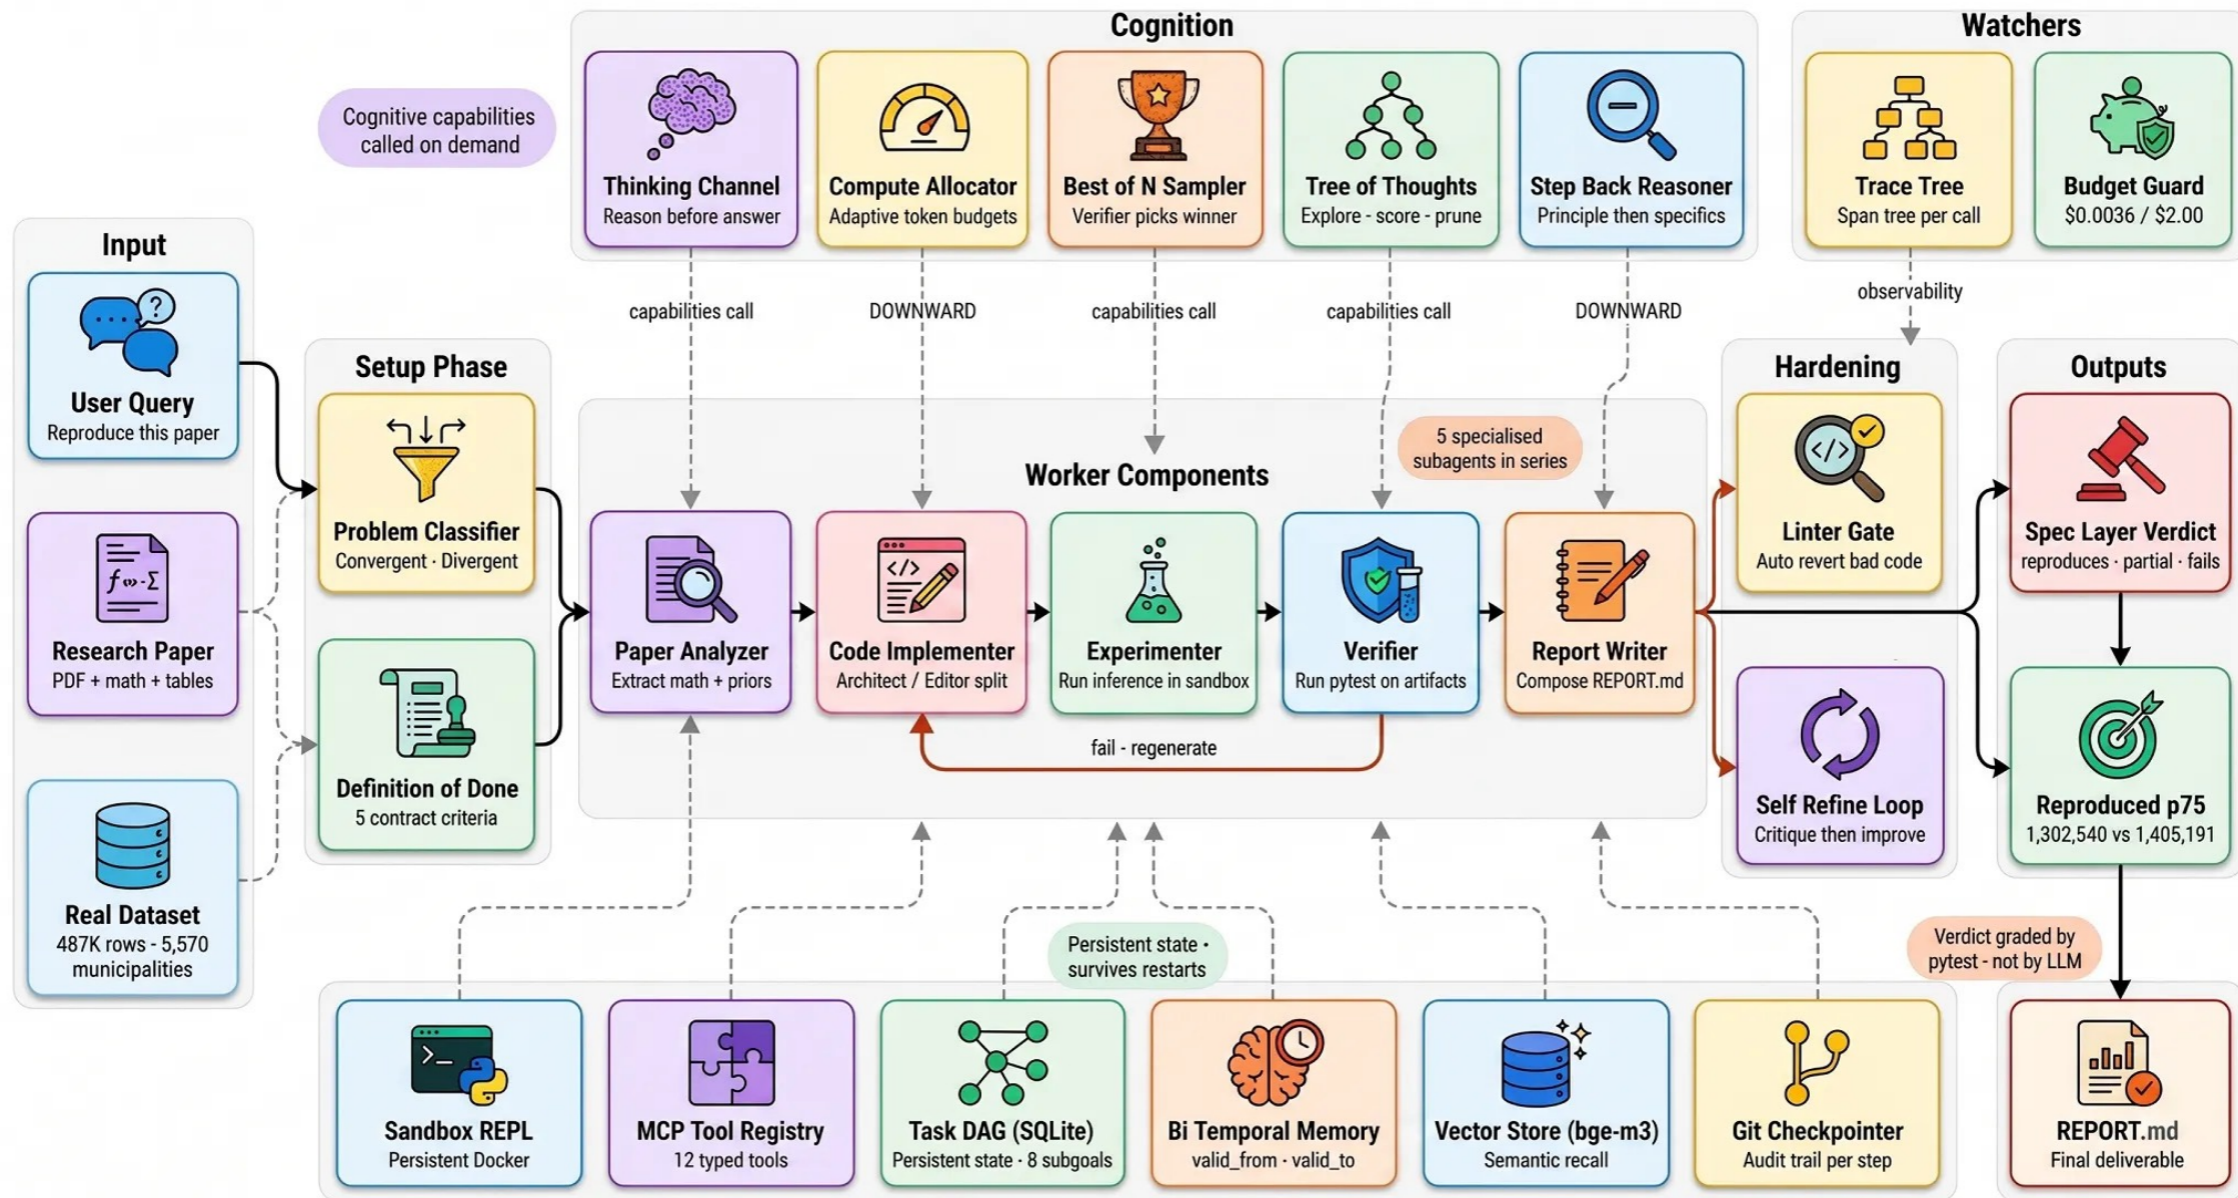 Cognition
Watchers
Cognitive capabilities
called on demand
Thinking Channel
Reason before answer
Compute Allocator
Adaptive token budgets
Best of N Sampler
Verifier picks winner
Tree of Thoughts
Explore - score - prune
Step Back Reasoner
Principle then specifics
Trace Tree
Span tree per call
Budget Guard
$0.0036 / $2.00
capabilities call
DOWNWARD
capabilities call
capabilities call
DOWNWARD
observability
Input
User Query
Reproduce this paper
Research Paper
PDF + math + tables
Real Dataset
487K rows - 5,570
municipalities
Setup Phase
Problem Classifier
Convergent · Divergent
Definition of Done
5 contract criteria
Worker Components
5 specialised
subagents in series
Paper Analyzer
Extract math + priors
Code Implementer
Architect / Editor split
Experimenter
Run inference in sandbox
Verifier
Run pytest on artifacts
Report Writer
Compose REPORT.md
fail - regenerate
Hardening
Linter Gate
Auto revert bad code
Self Refine Loop
Critique then improve
Outputs
Spec Layer Verdict
reproduces · partial · fails
Reproduced p75
1,302,540 vs 1,405,191
Verdict graded by
pytest - not by LLM
Persistent state •
survives restarts
Sandbox REPL
Persistent Docker
MCP Tool Registry
12 typed tools
Task DAG (SQLite)
Persistent state · 8 subgoals
Bi Temporal Memory
valid_from · valid_to
Vector Store (bge-m3)
Semantic recall
Git Checkpointer
Audit trail per step
REPORT.md
Final deliverable